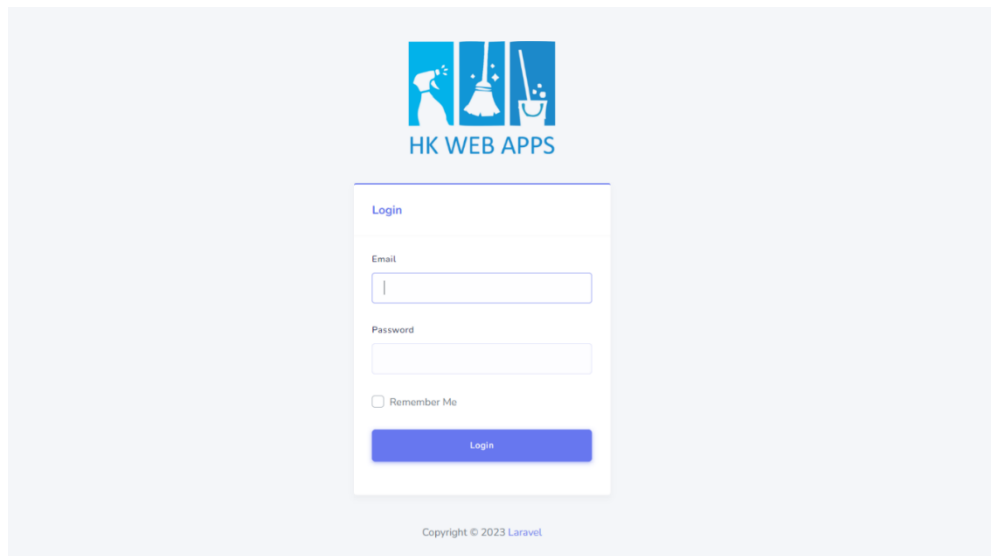 HK WEB APPS
Login
Email
Password
Remember Me
Login
Copyright © 2023 Laravel